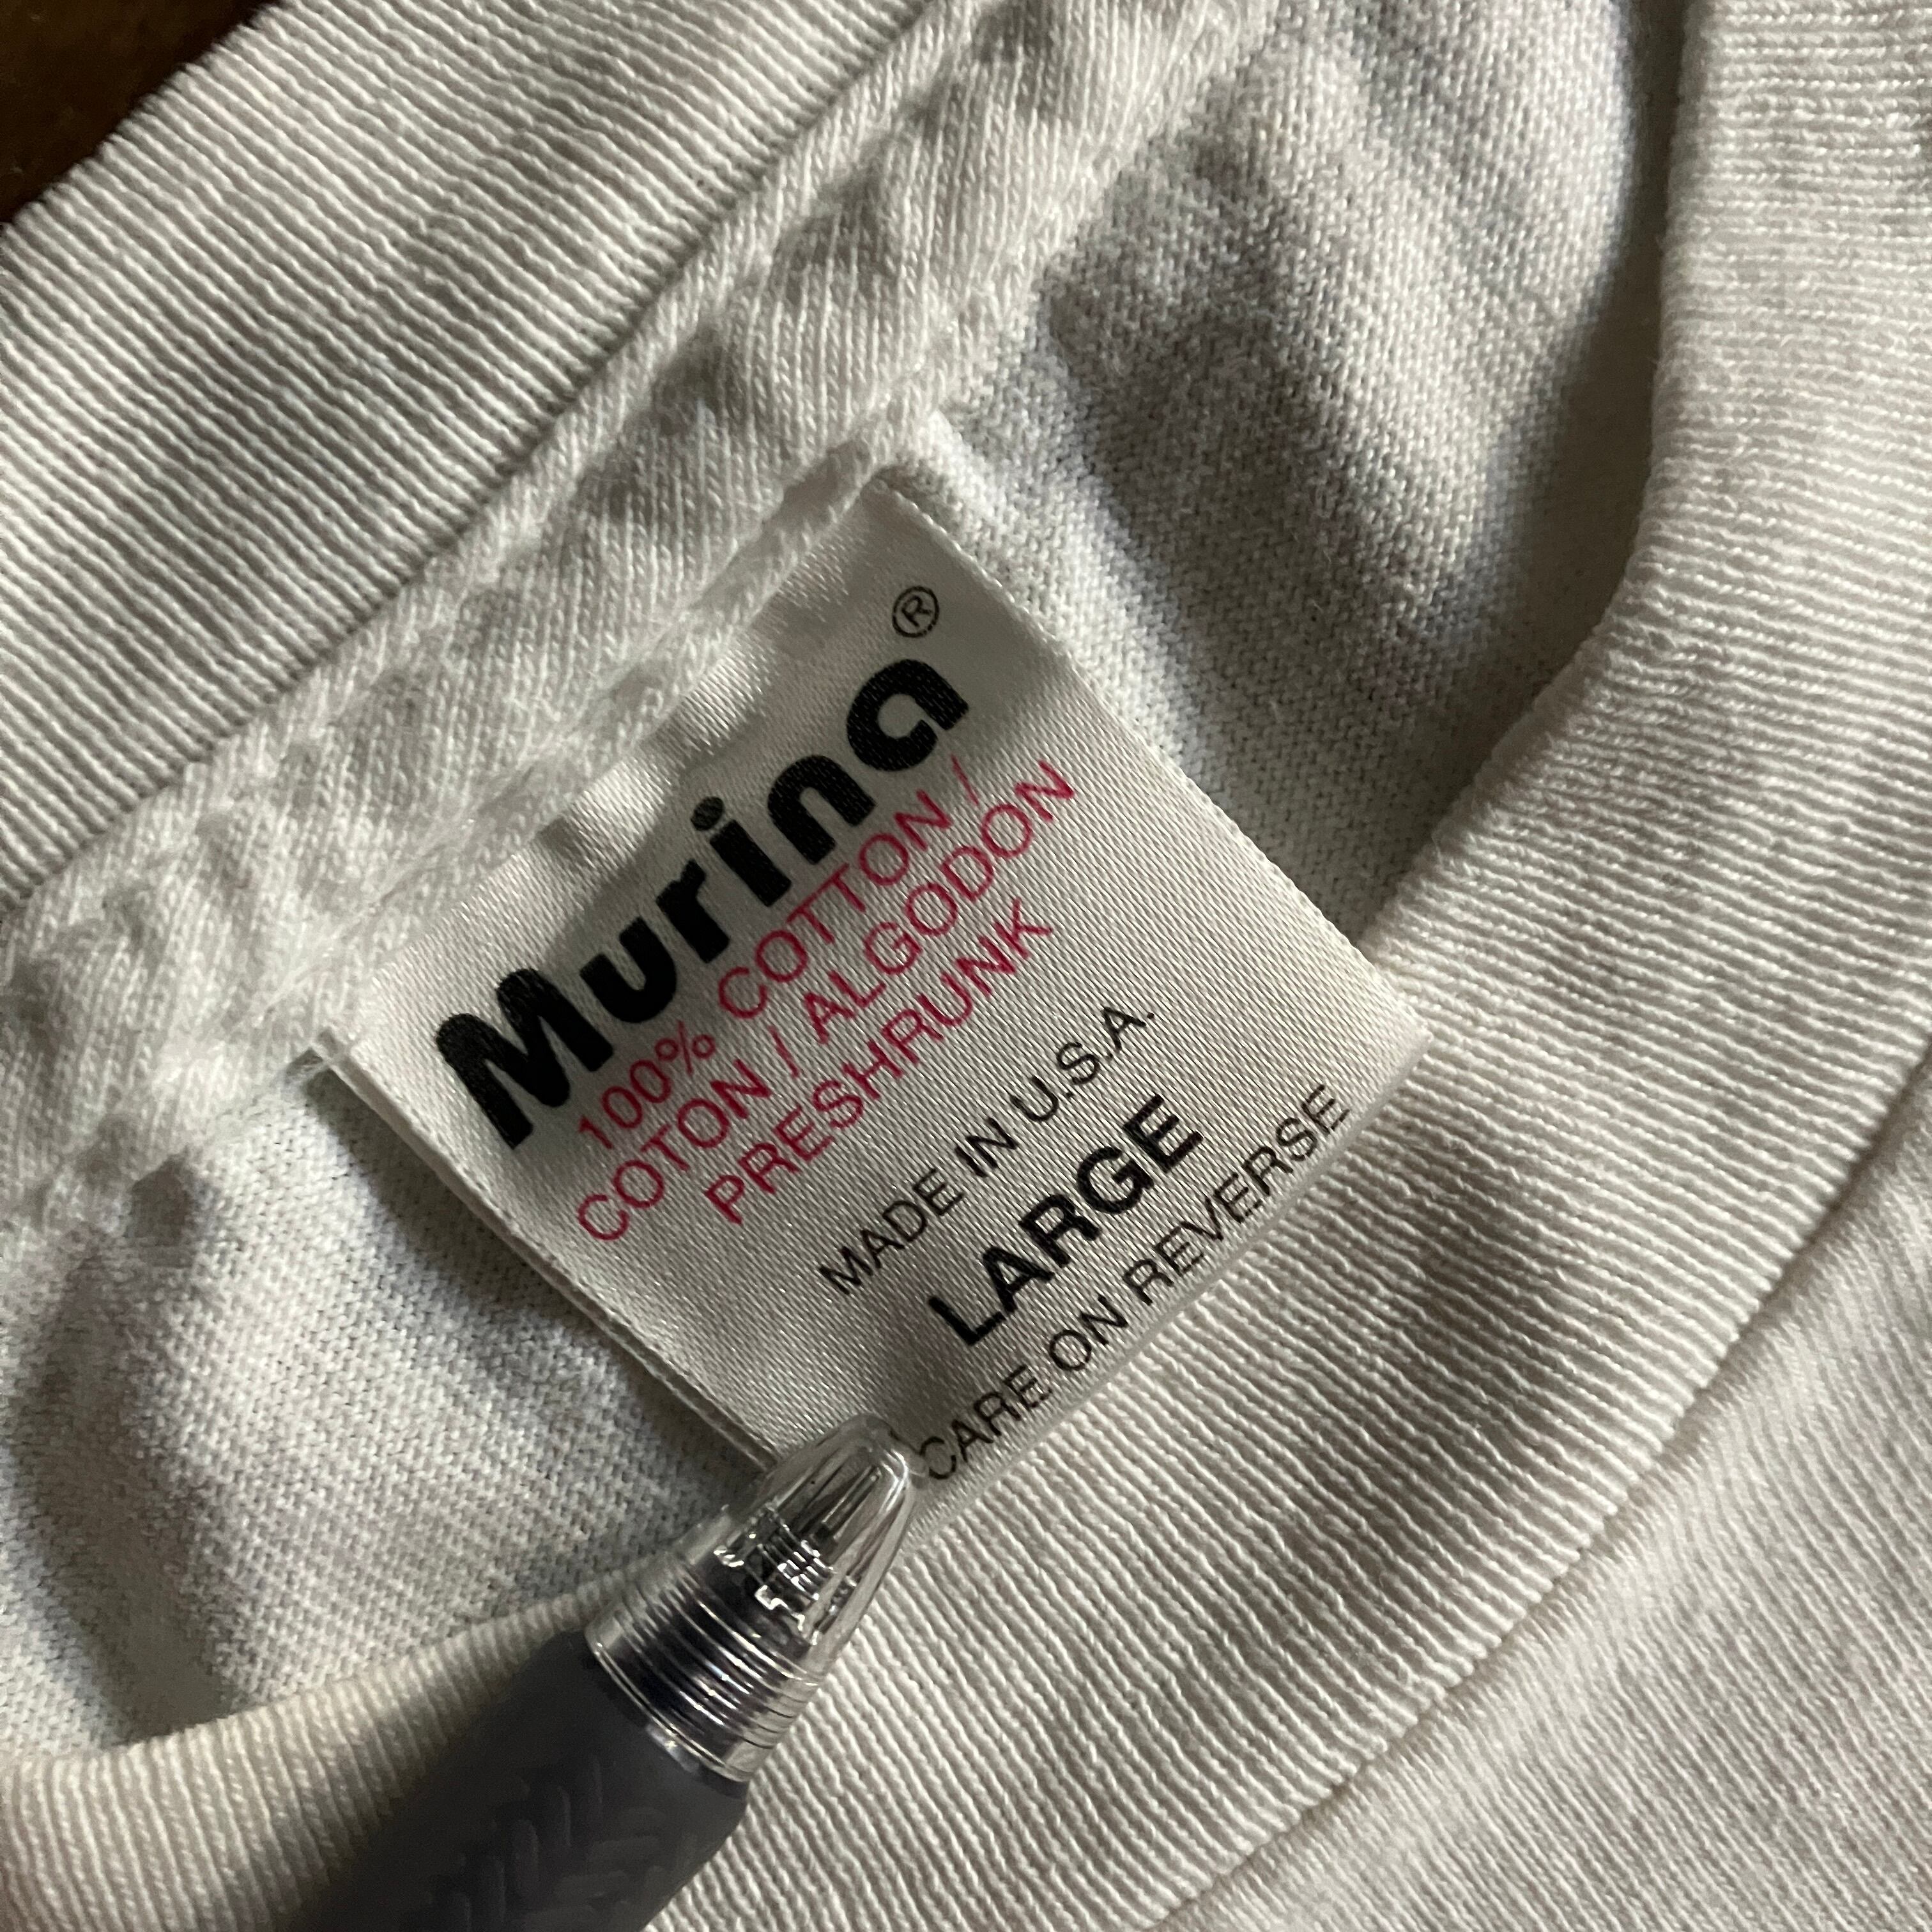 Murina®
100% COTTON /
COTON / ALGODON
PRESHRUNK
MADE IN U.S.A.
LARGE
CARE ON REVERSE